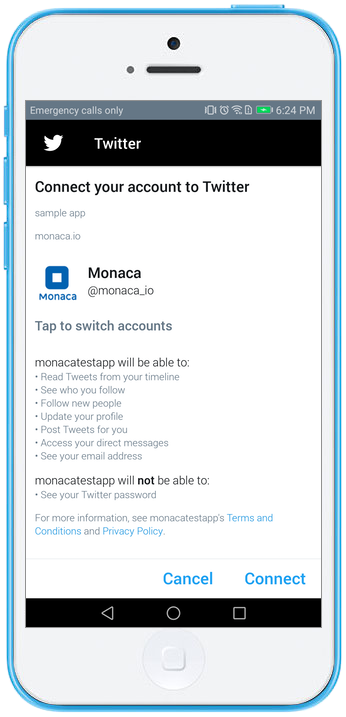 Emergency calls only 6:24 PM
Twitter
Connect your account to Twitter
sample app
monaca.io
Monaca
Monaca
@monaca_io
Tap to switch accounts
monacatestapp will be able to:
• Read Tweets from your timeline
• See who you follow
• Follow new people
• Update your profile
• Post Tweets for you
• Access your direct messages
• See your email address
monacatestapp will not be able to:
• See your Twitter password
For more information, see monacatestapp's Terms and
Conditions and Privacy Policy.
Cancel Connect